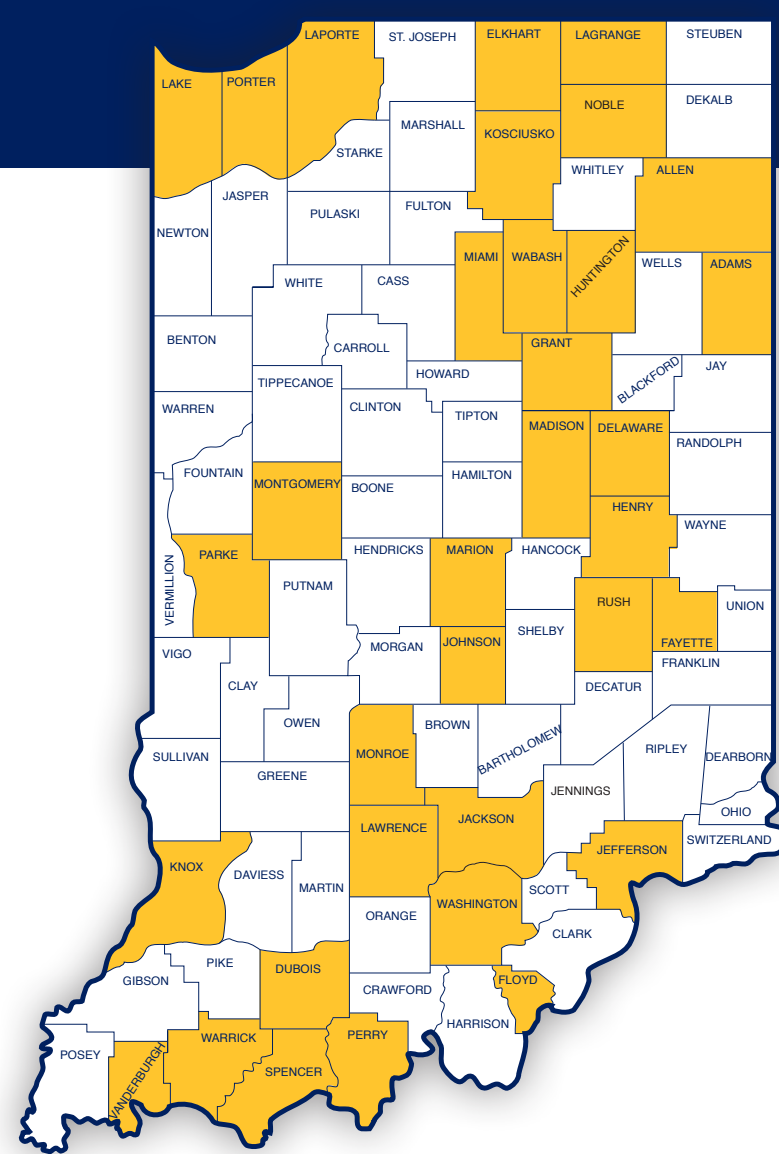 LAPORTE
ST. JOSEPH
ELKHART
LAGRANGE
STEUBEN
LAKE
PORTER
NOBLE
DEKALB
MARSHALL
KOSCIUSKO
STARKE
WHITLEY
ALLEN
JASPER
PULASKI
FULTON
NEWTON
MIAMI
WABASH
HUNTINGTON
WELLS
ADAMS
WHITE
CASS
BENTON
CARROLL
GRANT
BLACKFORD
JAY
TIPPECANOE
HOWARD
WARREN
CLINTON
TIPTON
MADISON
DELAWARE
RANDOLPH
FOUNTAIN
MONTGOMERY
BOONE
HAMILTON
HENRY
WAYNE
VERMILLION
PARKE
HENDRICKS
MARION
HANCOCK
PUTNAM
RUSH
UNION
MORGAN
JOHNSON
SHELBY
FAYETTE
VIGO
FRANKLIN
CLAY
DECATUR
OWEN
BROWN
BARTHOLOMEW
SULLIVAN
MONROE
RIPLEY
DEARBORN
GREENE
JENNINGS
OHIO
LAWRENCE
JACKSON
SWITZERLAND
KNOX
JEFFERSON
DAVIESS
MARTIN
SCOTT
WASHINGTON
ORANGE
CLARK
PIKE
DUBOIS
GIBSON
FLOYD
CRAWFORD
HARRISON
WARRICK
PERRY
POSEY
VANDERBURGH
SPENCER